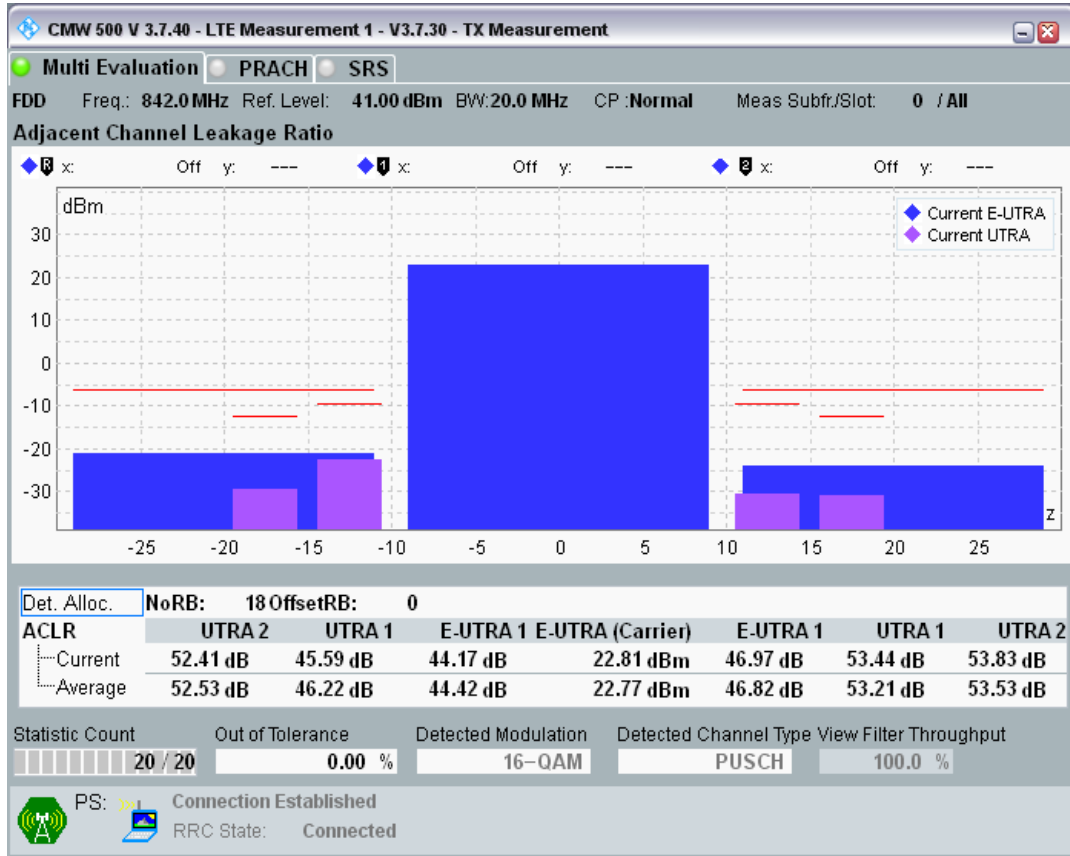 CMW 500 V 3.7.40 - LTE Measurement 1 - V3.7.30 - TX Measurement
Multi Evaluation PRACH SRS
FDD Freq.: 842.0 MHz Ref. Level: 41.00 dBm BW:20.0 MHz CP :Normal Meas Subfr./Slot: 0 / All
Adjacent Channel Leakage Ratio
R x: Off y: --- 1 x: Off y: --- 2 x: Off y: ---
dBm
Current E-UTRA
Current UTRA
30
20
10
0
-10
-20
-30
z
-25 -20 -15 -10 -5 0 5 10 15 20 25
Det. Alloc. NoRB: 18 OffsetRB: 0
ACLR UTRA 2 UTRA 1 E-UTRA 1 E-UTRA (Carrier) E-UTRA 1 UTRA 1 UTRA 2
Current 52.41 dB 45.59 dB 44.17 dB 22.81 dBm 46.97 dB 53.44 dB 53.83 dB
Average 52.53 dB 46.22 dB 44.42 dB 22.77 dBm 46.82 dB 53.21 dB 53.53 dB
Statistic Count Out of Tolerance Detected Modulation Detected Channel Type View Filter Throughput
20 / 20 0.00 % 16-QAM PUSCH 100.0 %
PS: Connection Established
RRC State: Connected